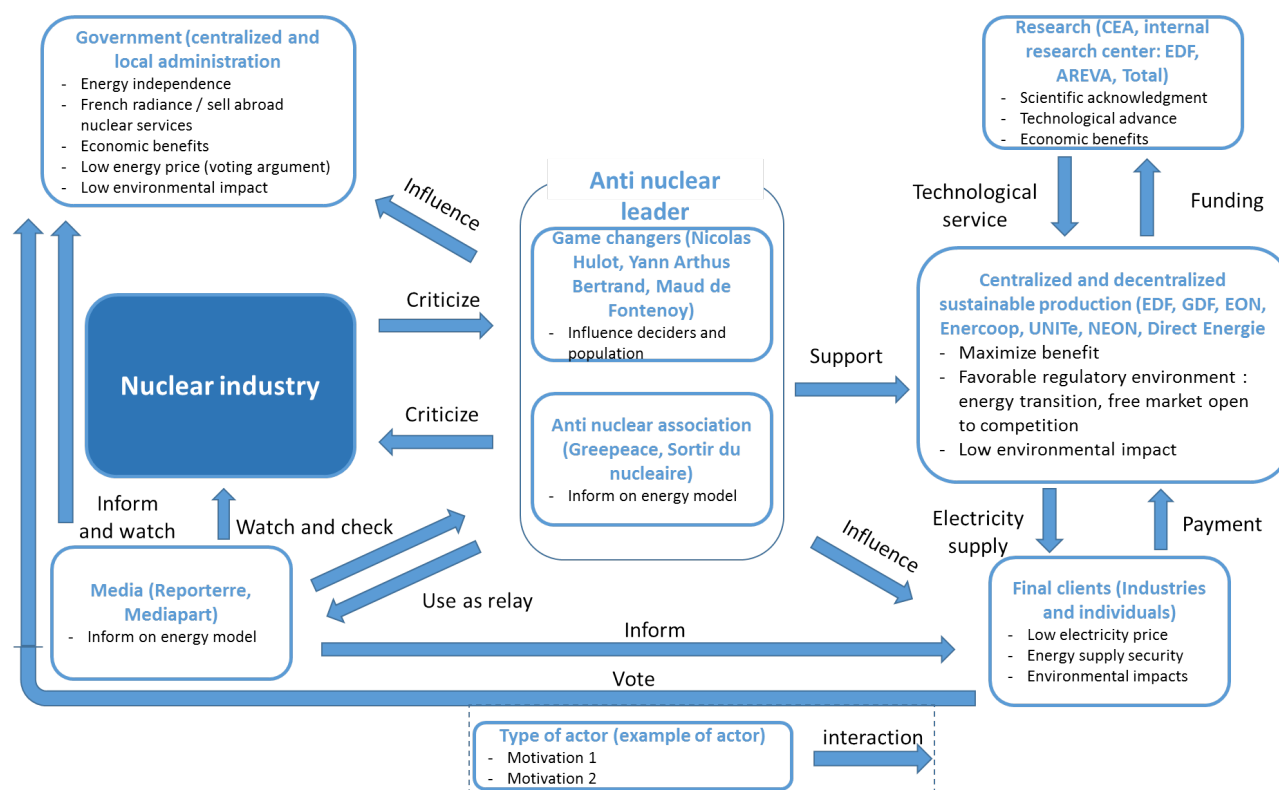 Government (centralized and
local administration
- Energy independence
- French radiance / sell abroad
nuclear services
- Economic benefits
- Low energy price (voting argument)
- Low environmental impact
Research (CEA, internal
research center: EDF,
AREVA, Total)
- Scientific acknowledgment
- Technological advance
- Economic benefits
Influence
Anti nuclear
leader
Game changers (Nicolas
Hulot, Yann Arthus
Bertrand, Maud de
Fontenoy)
- Influence deciders and
population
Technological
service
Funding
Criticize
Nuclear industry
Criticize
Support
Centralized and decentralized
sustainable production (EDF, GDF, EON,
Enercoop, UNITe, NEON, Direct Energie
- Maximize benefit
- Favorable regulatory environment :
energy transition, free market open
to competition
- Low environmental impact
Anti nuclear association
(Greepeace, Sortir du
nucleaire)
- Inform on energy model
Inform
and watch
Watch and check
Use as relay
Influence
Electricity
supply
Payment
Media (Reporterre,
Mediapart)
- Inform on energy model
Inform
Final clients (Industries
and individuals)
- Low electricity price
- Energy supply security
- Environmental impacts
Vote
Type of actor (example of actor)
- Motivation 1
- Motivation 2
interaction